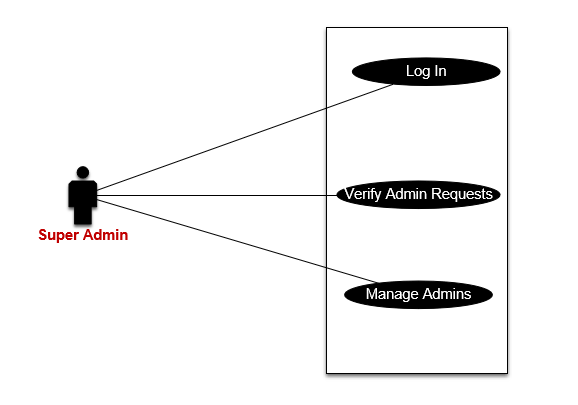 Log In
Verify Admin Requests
Super Admin
Manage Admins